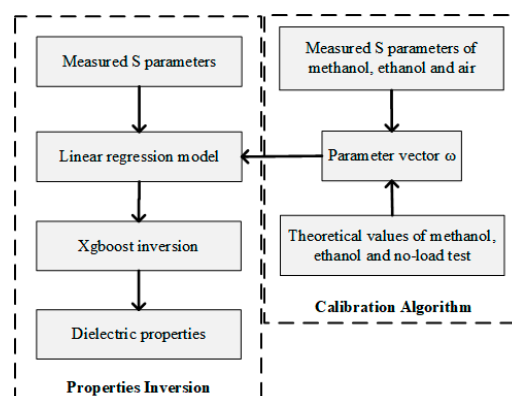 Measured S parameters
Linear regression model
Xgboost inversion
Dielectric properties
Properties Inversion
Measured S parameters of
methanol, ethanol and air
Parameter vector ω
Theoretical values of methanol,
ethanol and no-load test
Calibration Algorithm